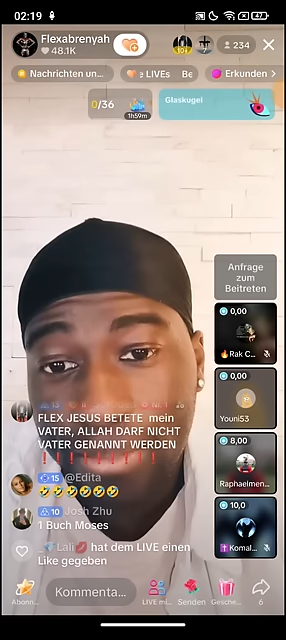 02:19
47
Flexabrenyah
48.1K
10+
234
Nachrichten un...
e LIVEs
Be
Erkunden
0/36
1h59m
Glaskugel
Anfrage
zum
Beitreten
0,00
Rak C...
0,00
Youni53
8,00
Raphaelmen...
10,0
Komal...
FLEX JESUS BETETE mein
VATER, ALLAH DARF NICHT
VATER GENANNT WERDEN
❗❗❗❗❗❗❗❗❗
15 @Edita
🤣🤣🤣🤣🤣🤣
10 Josh Zhu
1 Buch Moses
Lali💋 hat dem LIVE einen
Like gegeben
Abonn...
Kommenta...
LIVE mi...
Senden
Gesche...
6